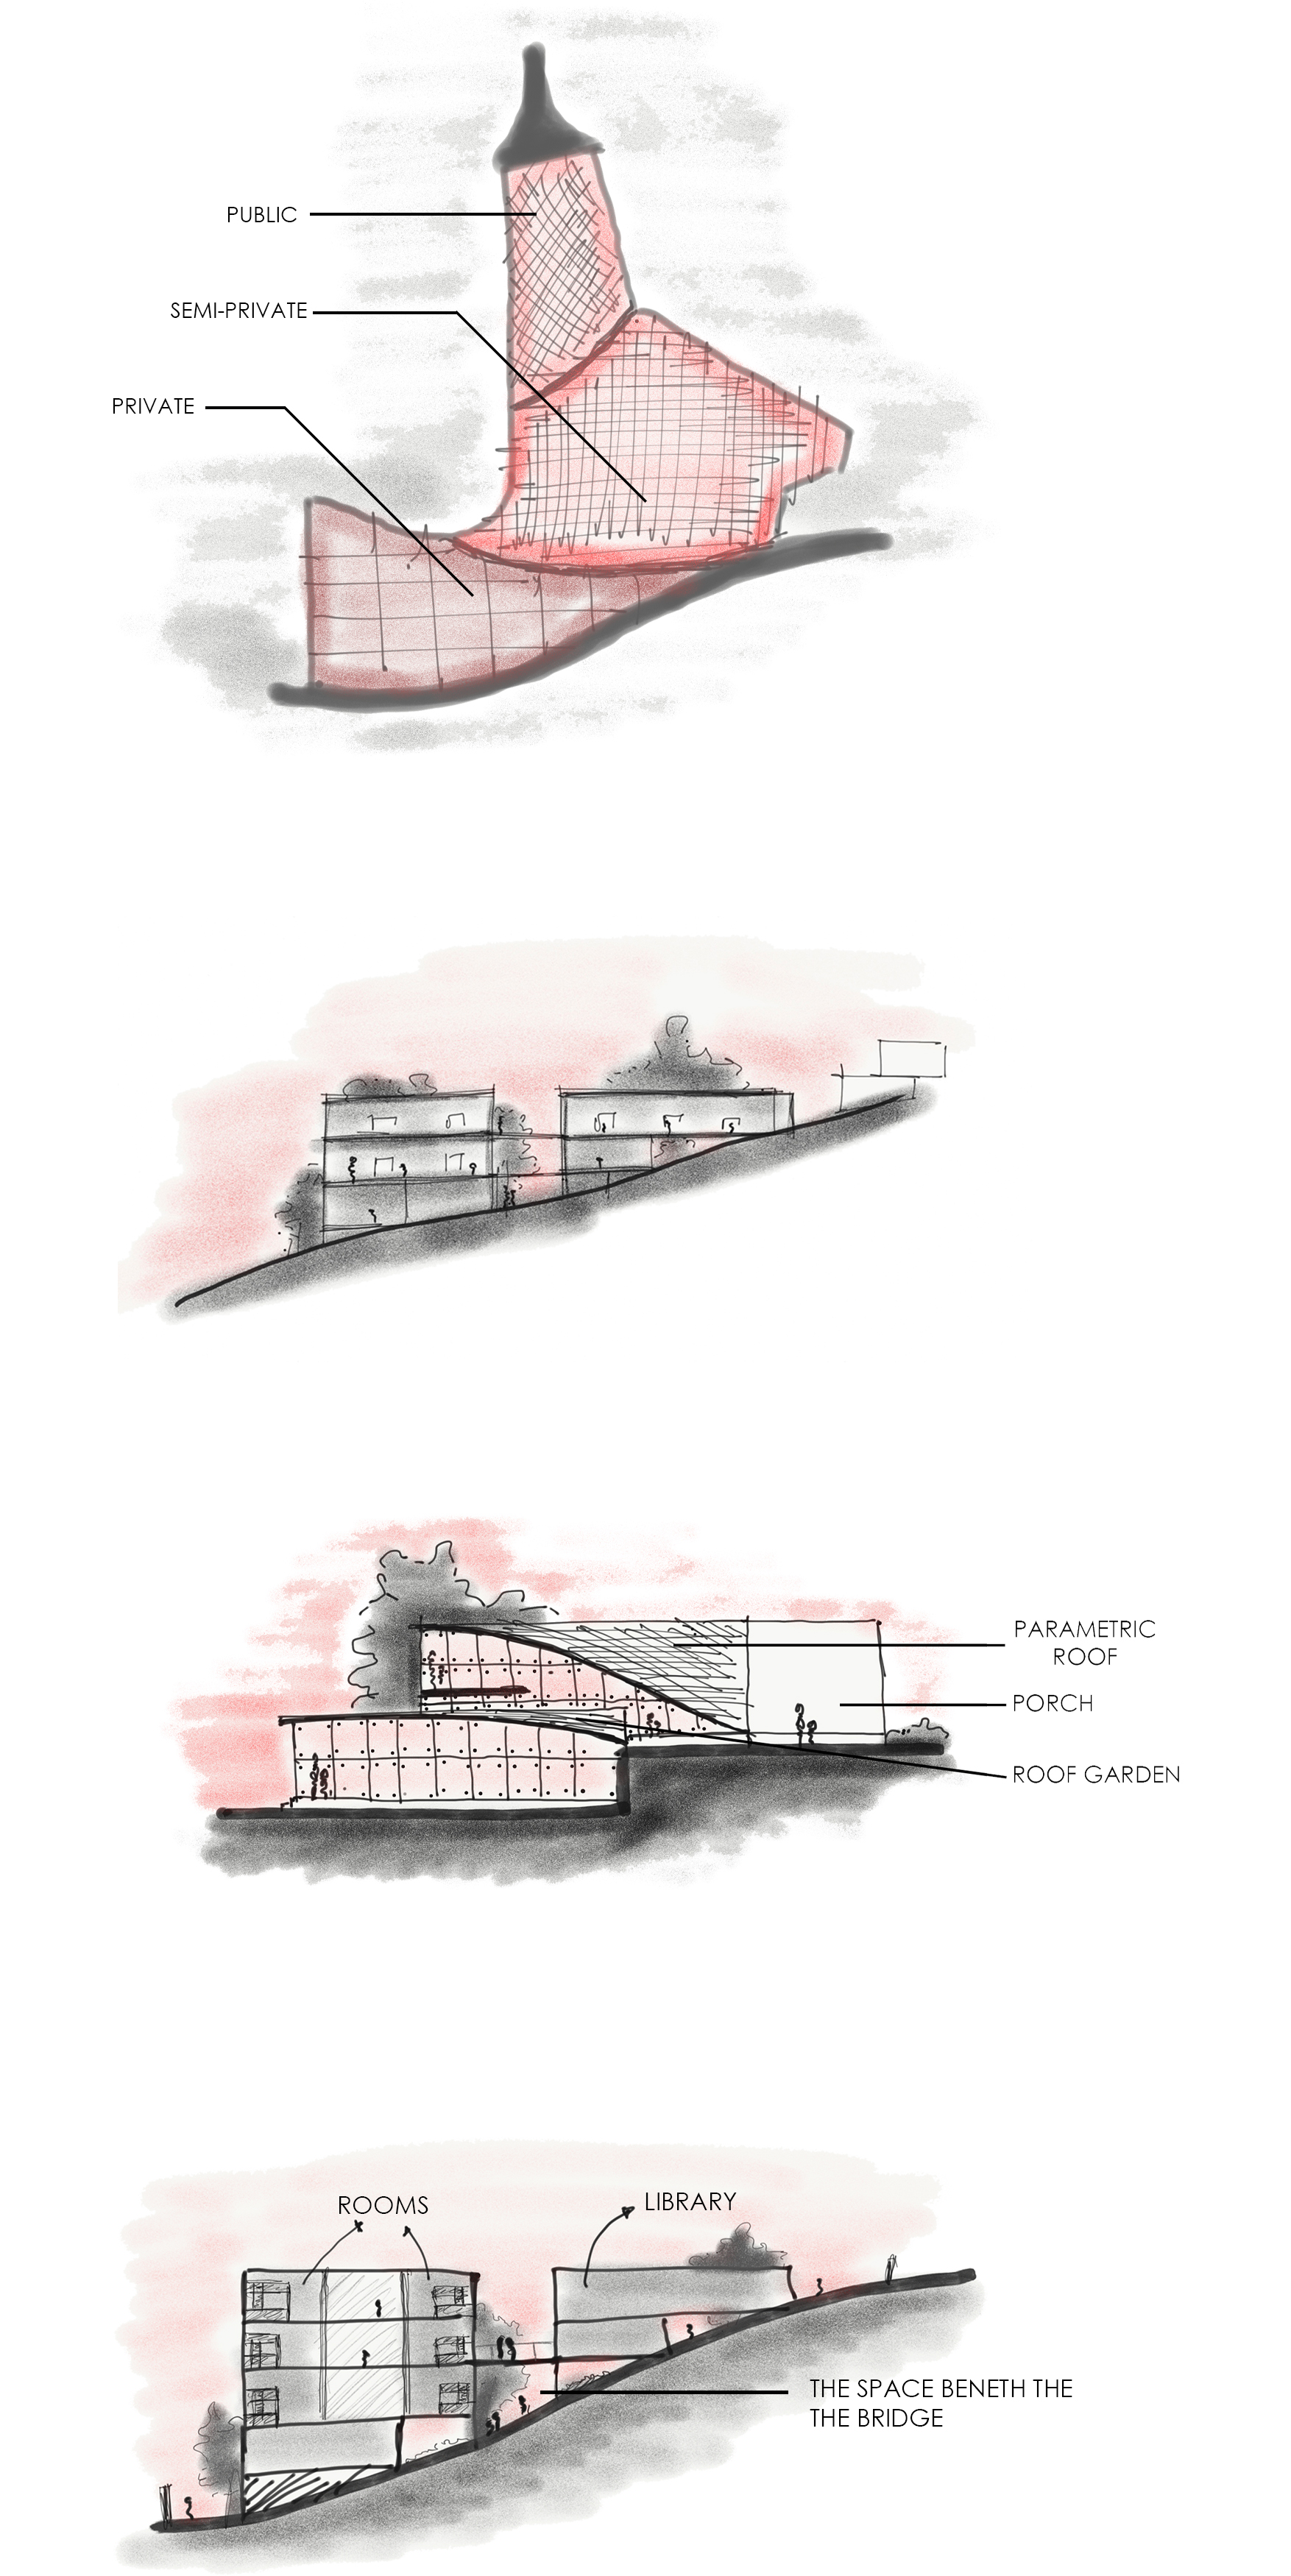 PUBLIC
SEMI-PRIVATE
PRIVATE
PARAMETRIC
ROOF
PORCH
ROOF GARDEN
ROOMS
LIBRARY
THE SPACE BENETH THE
THE BRIDGE